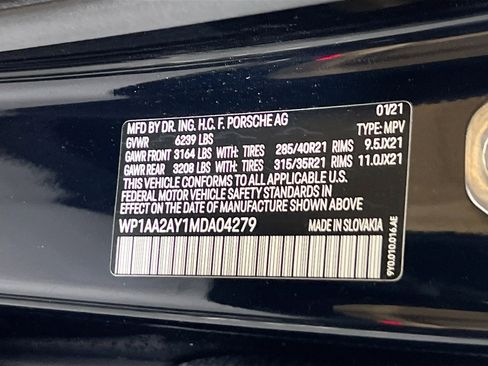 MFD BY DR. ING. H.C. F. PORSCHE AG 01/21
GVWR 6239 LBS TYPE: MPV
GAWR FRONT 3164 LBS WITH: TIRES 285/40R21 RIMS 9.5JX21
GAWR REAR 3208 LBS WITH: TIRES 315/35R21 RIMS 11.0JX21
THIS VEHICLE CONFORMS TO ALL APPLICABLE U.S.
FEDERAL MOTOR VEHICLE SAFETY STANDARDS IN
EFFECT ON THE DATE OF MANUFACTURE SHOWN ABOVE.
WP1AA2AY1MDA04279 MADE IN SLOVAKIA
9Y0.010.016.AE